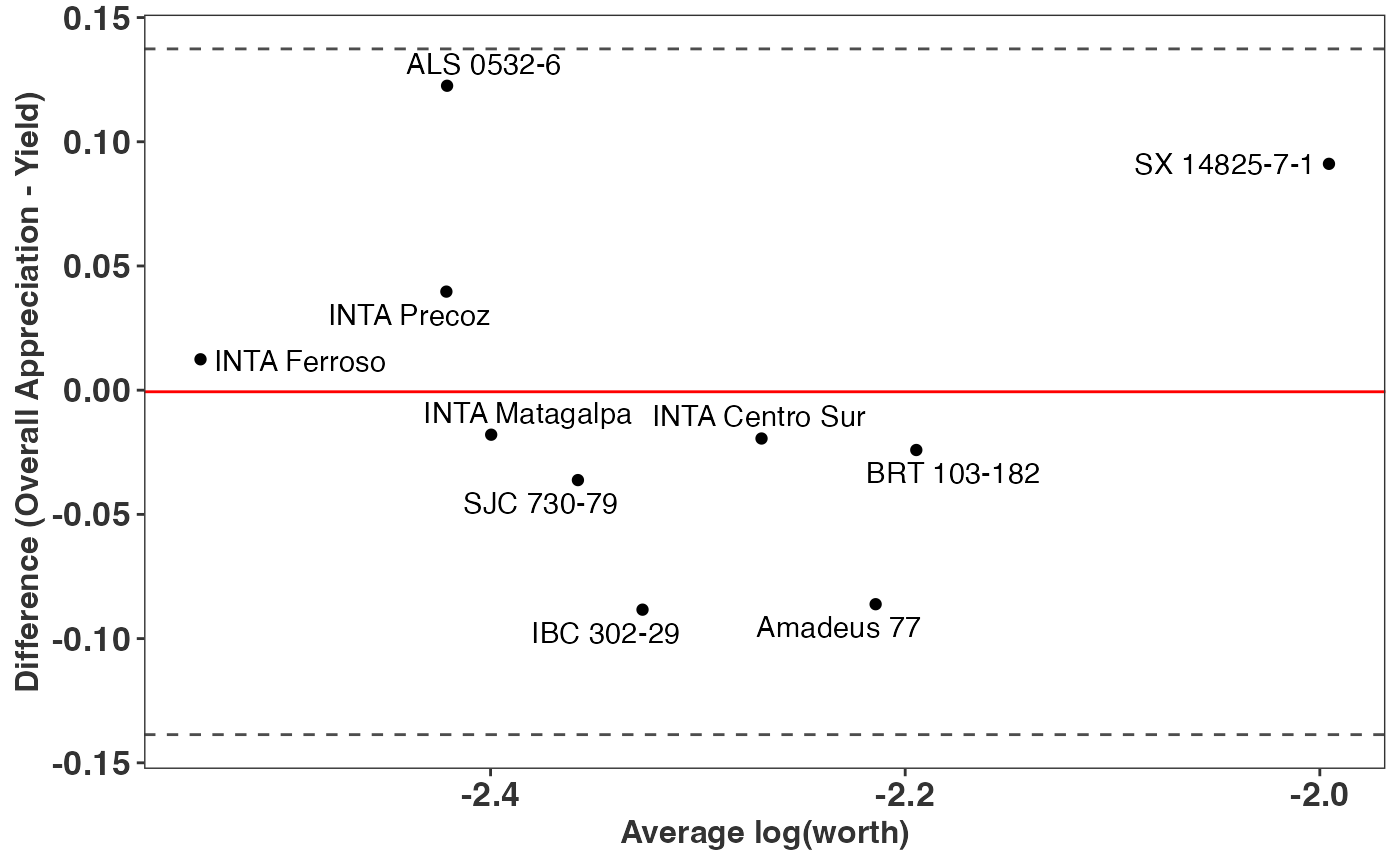 0.15
ALS 0532-6
0.10
SX 14825-7-1
0.05
INTA Precoz
INTA Ferroso
0.00
INTA Matagalpa
INTA Centro Sur
BRT 103-182
SJC 730-79
-0.05
IBC 302-29
Amadeus 77
-0.10
-0.15
Difference (Overall Appreciation - Yield)
-2.4
-2.2
-2.0
Average log(worth)